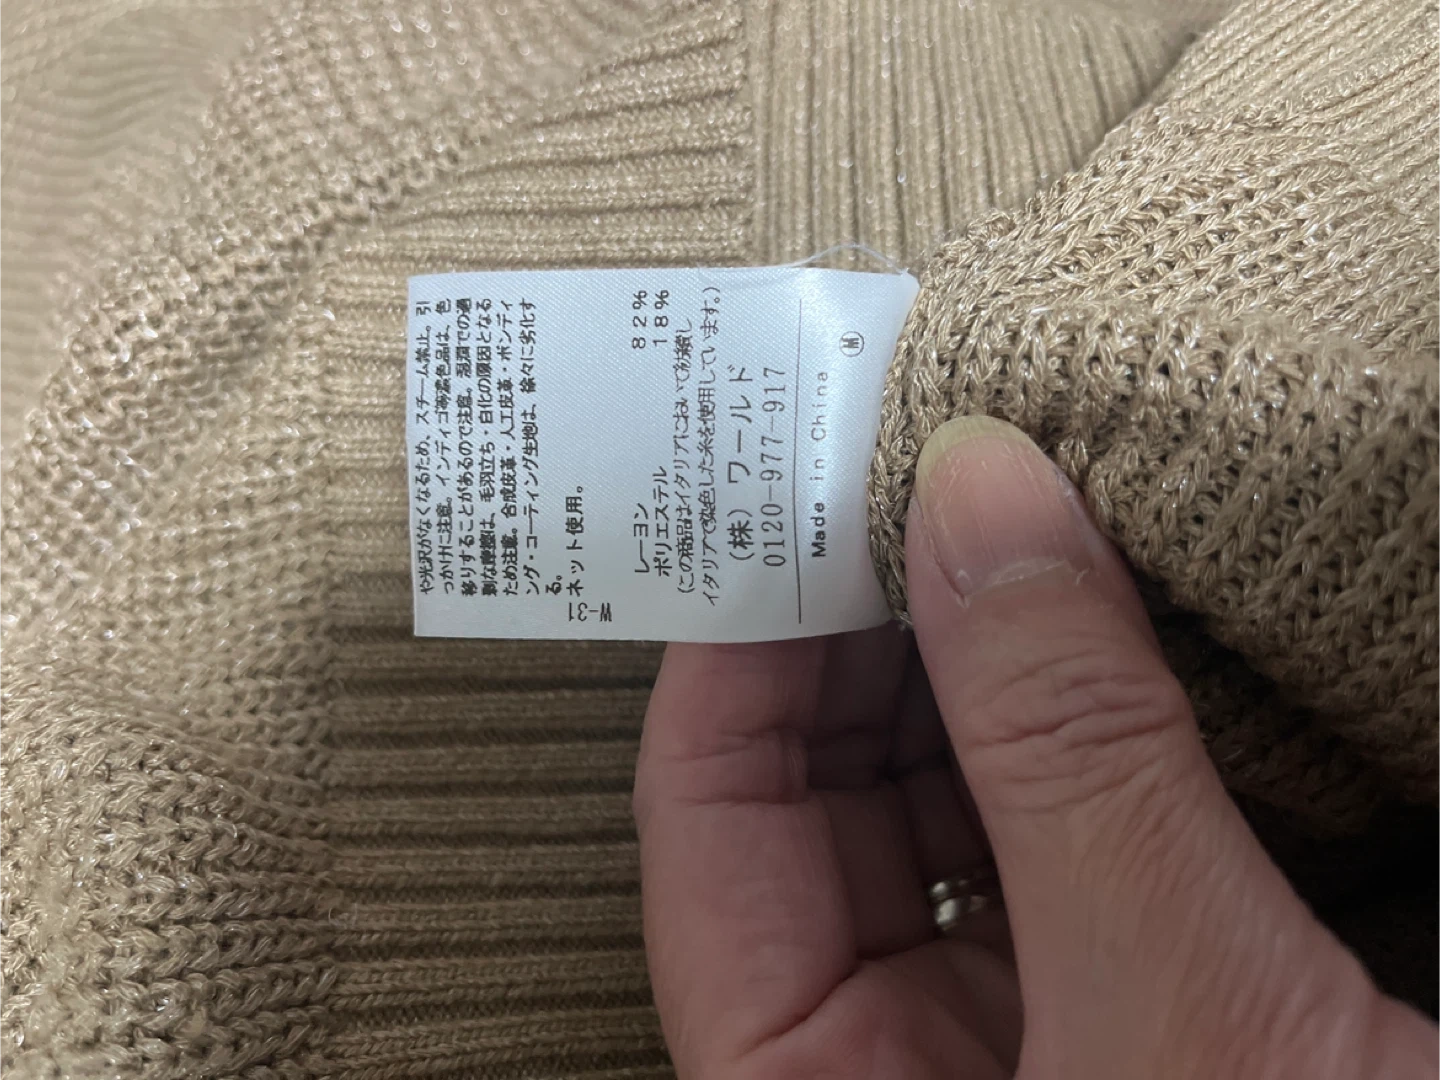 や光沢がなくなるため、スチーム禁止。引
っかけに注意。インディゴ等濃色品は、色
移りすることがあるので注意。湿潤での過
剰な摩擦は、毛羽立ち・白化の原因となる
ため注意。合成皮革・人工皮革・ボンディ
ング・コーティング生地は、徐々に劣化す
る。
ネット使用。
W-31
レーヨン 82%
ポリエステル 18%
(この商品はイタリアにおいて紡績し
イタリアで染色した糸を使用しています。)
(株) ワールド
0120-977-917
Made in China
M